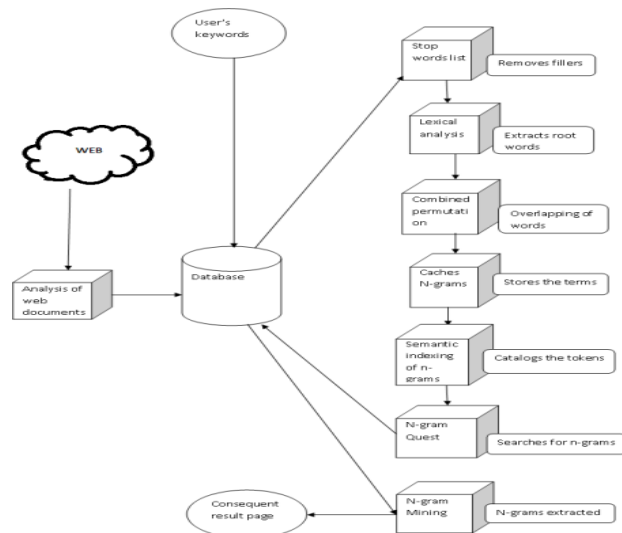 User's
keywords
Stop
words list
Removes fillers
Lexical analysis
Extracts root
words
WEB
Combined
permutati
on
Overlapping of
words
Database
Analysis of
web
documents
Caches
N-grams
Stores the terms
Semantic
indexing
of n-
grams
Catalogs the tokens
N-gram
Quest
Searches for n-grams
Consequent
result page
N-gram
Mining
N-grams extracted